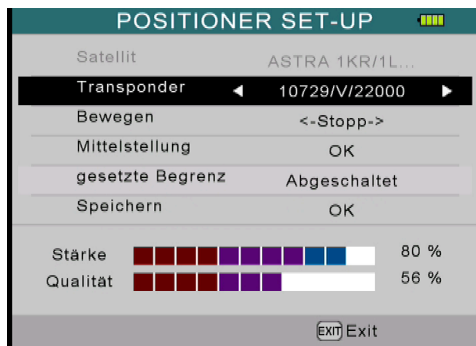 POSITIONER SET-UP
Satellit ASTRA 1KR/1L...
Transponder 10729/V/22000
Bewegen <-Stopp->
Mittelstellung OK
gesetzte Begrenz Abgeschaltet
Speichern OK
Stärke 80 %
Qualität 56 %
EXIT Exit